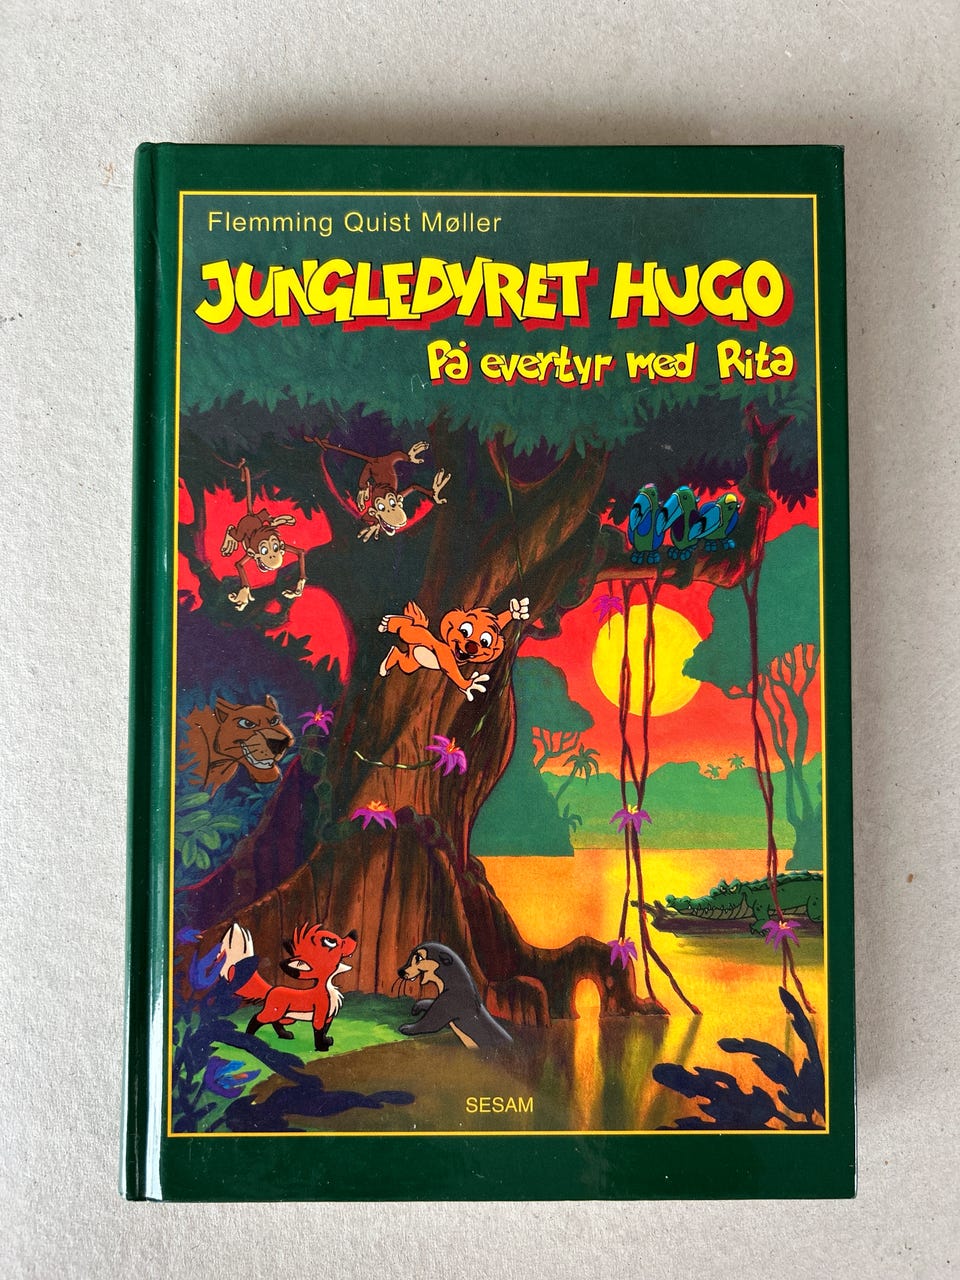 Flemming Quist Møller
JUNGLEDYRET HUGO
På evertyr med Rita
SESAM